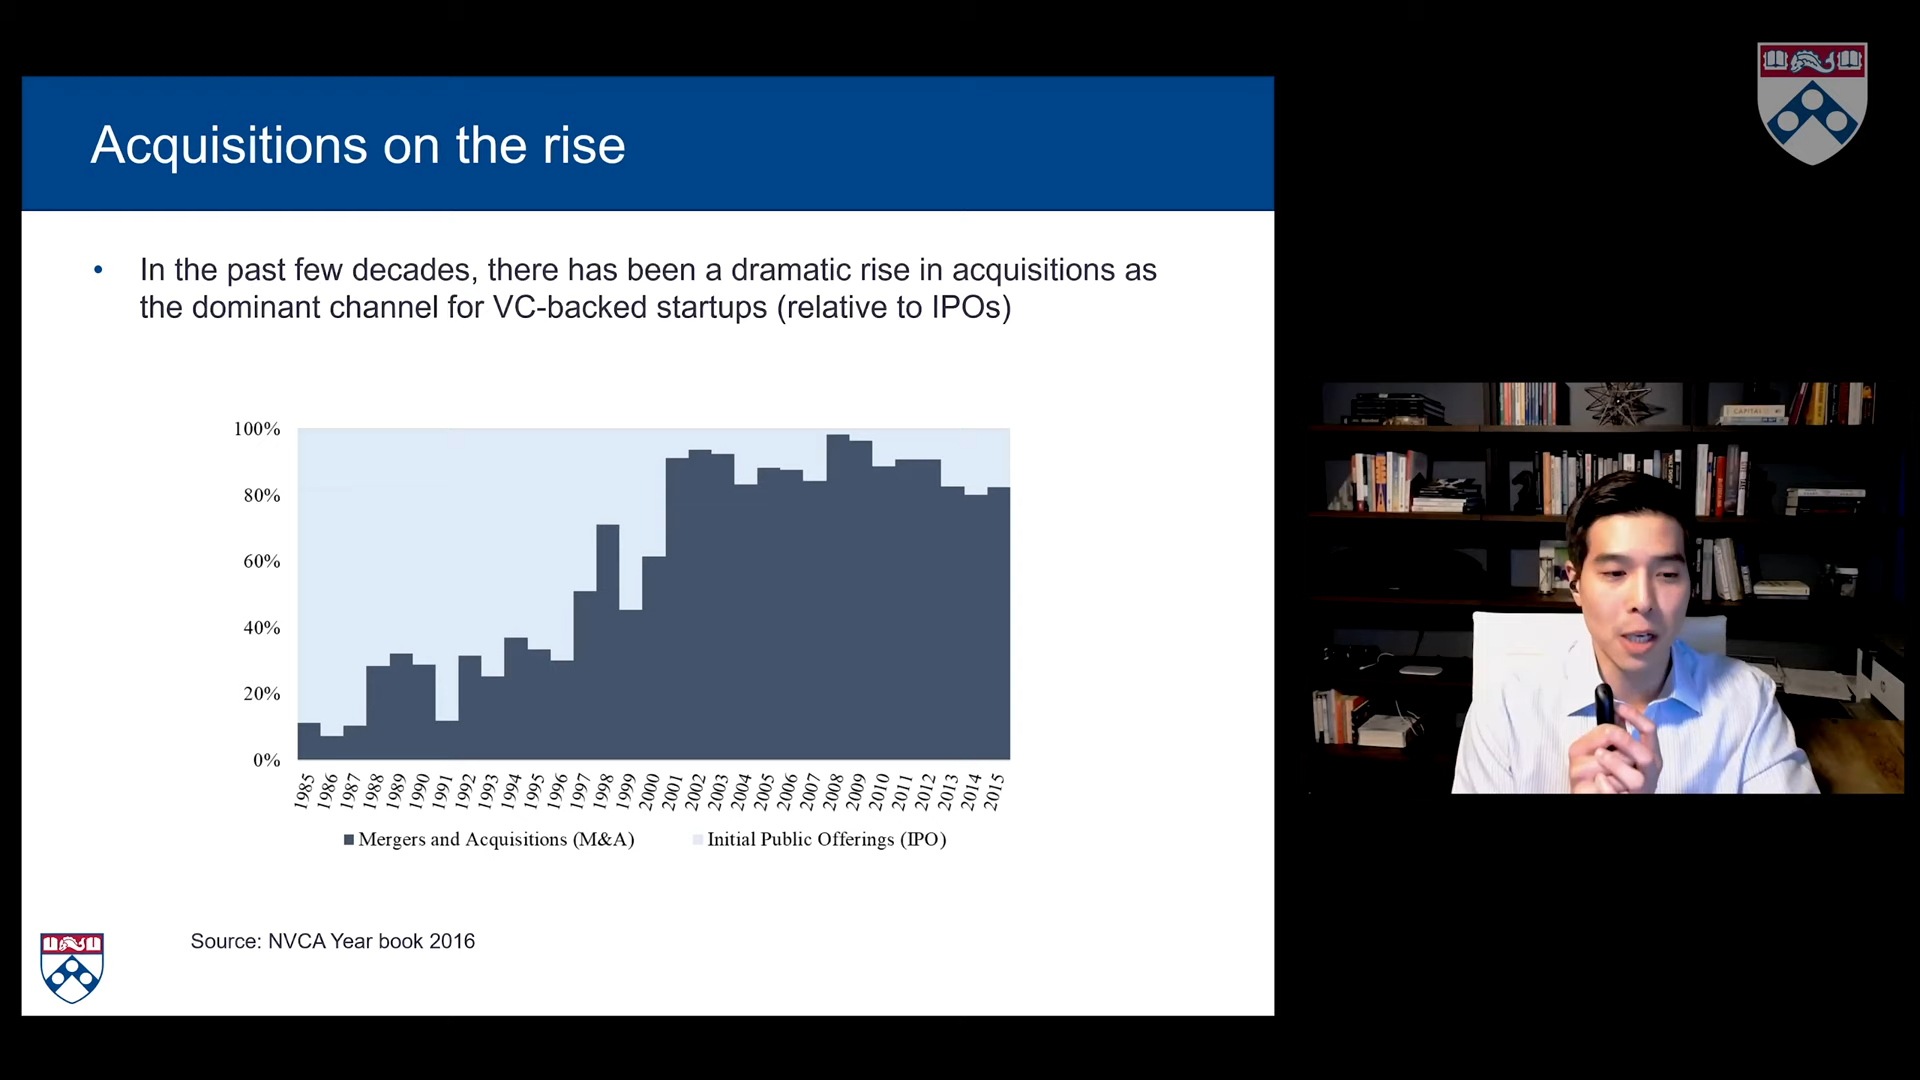 Acquisitions on the rise
• In the past few decades, there has been a dramatic rise in acquisitions as
the dominant channel for VC-backed startups (relative to IPOs)
100%
80%
60%
40%
20%
0%
1985 1986 1987 1988 1989 1990 1991 1992 1993 1994 1995 1996 1997 1998 1999 2000 2001 2002 2003 2004 2005 2006 2007 2008 2009 2010 2011 2012 2013 2014 2015
Mergers and Acquisitions (M&A) Initial Public Offerings (IPO)
Source: NVCA Year book 2016
CAPITAL